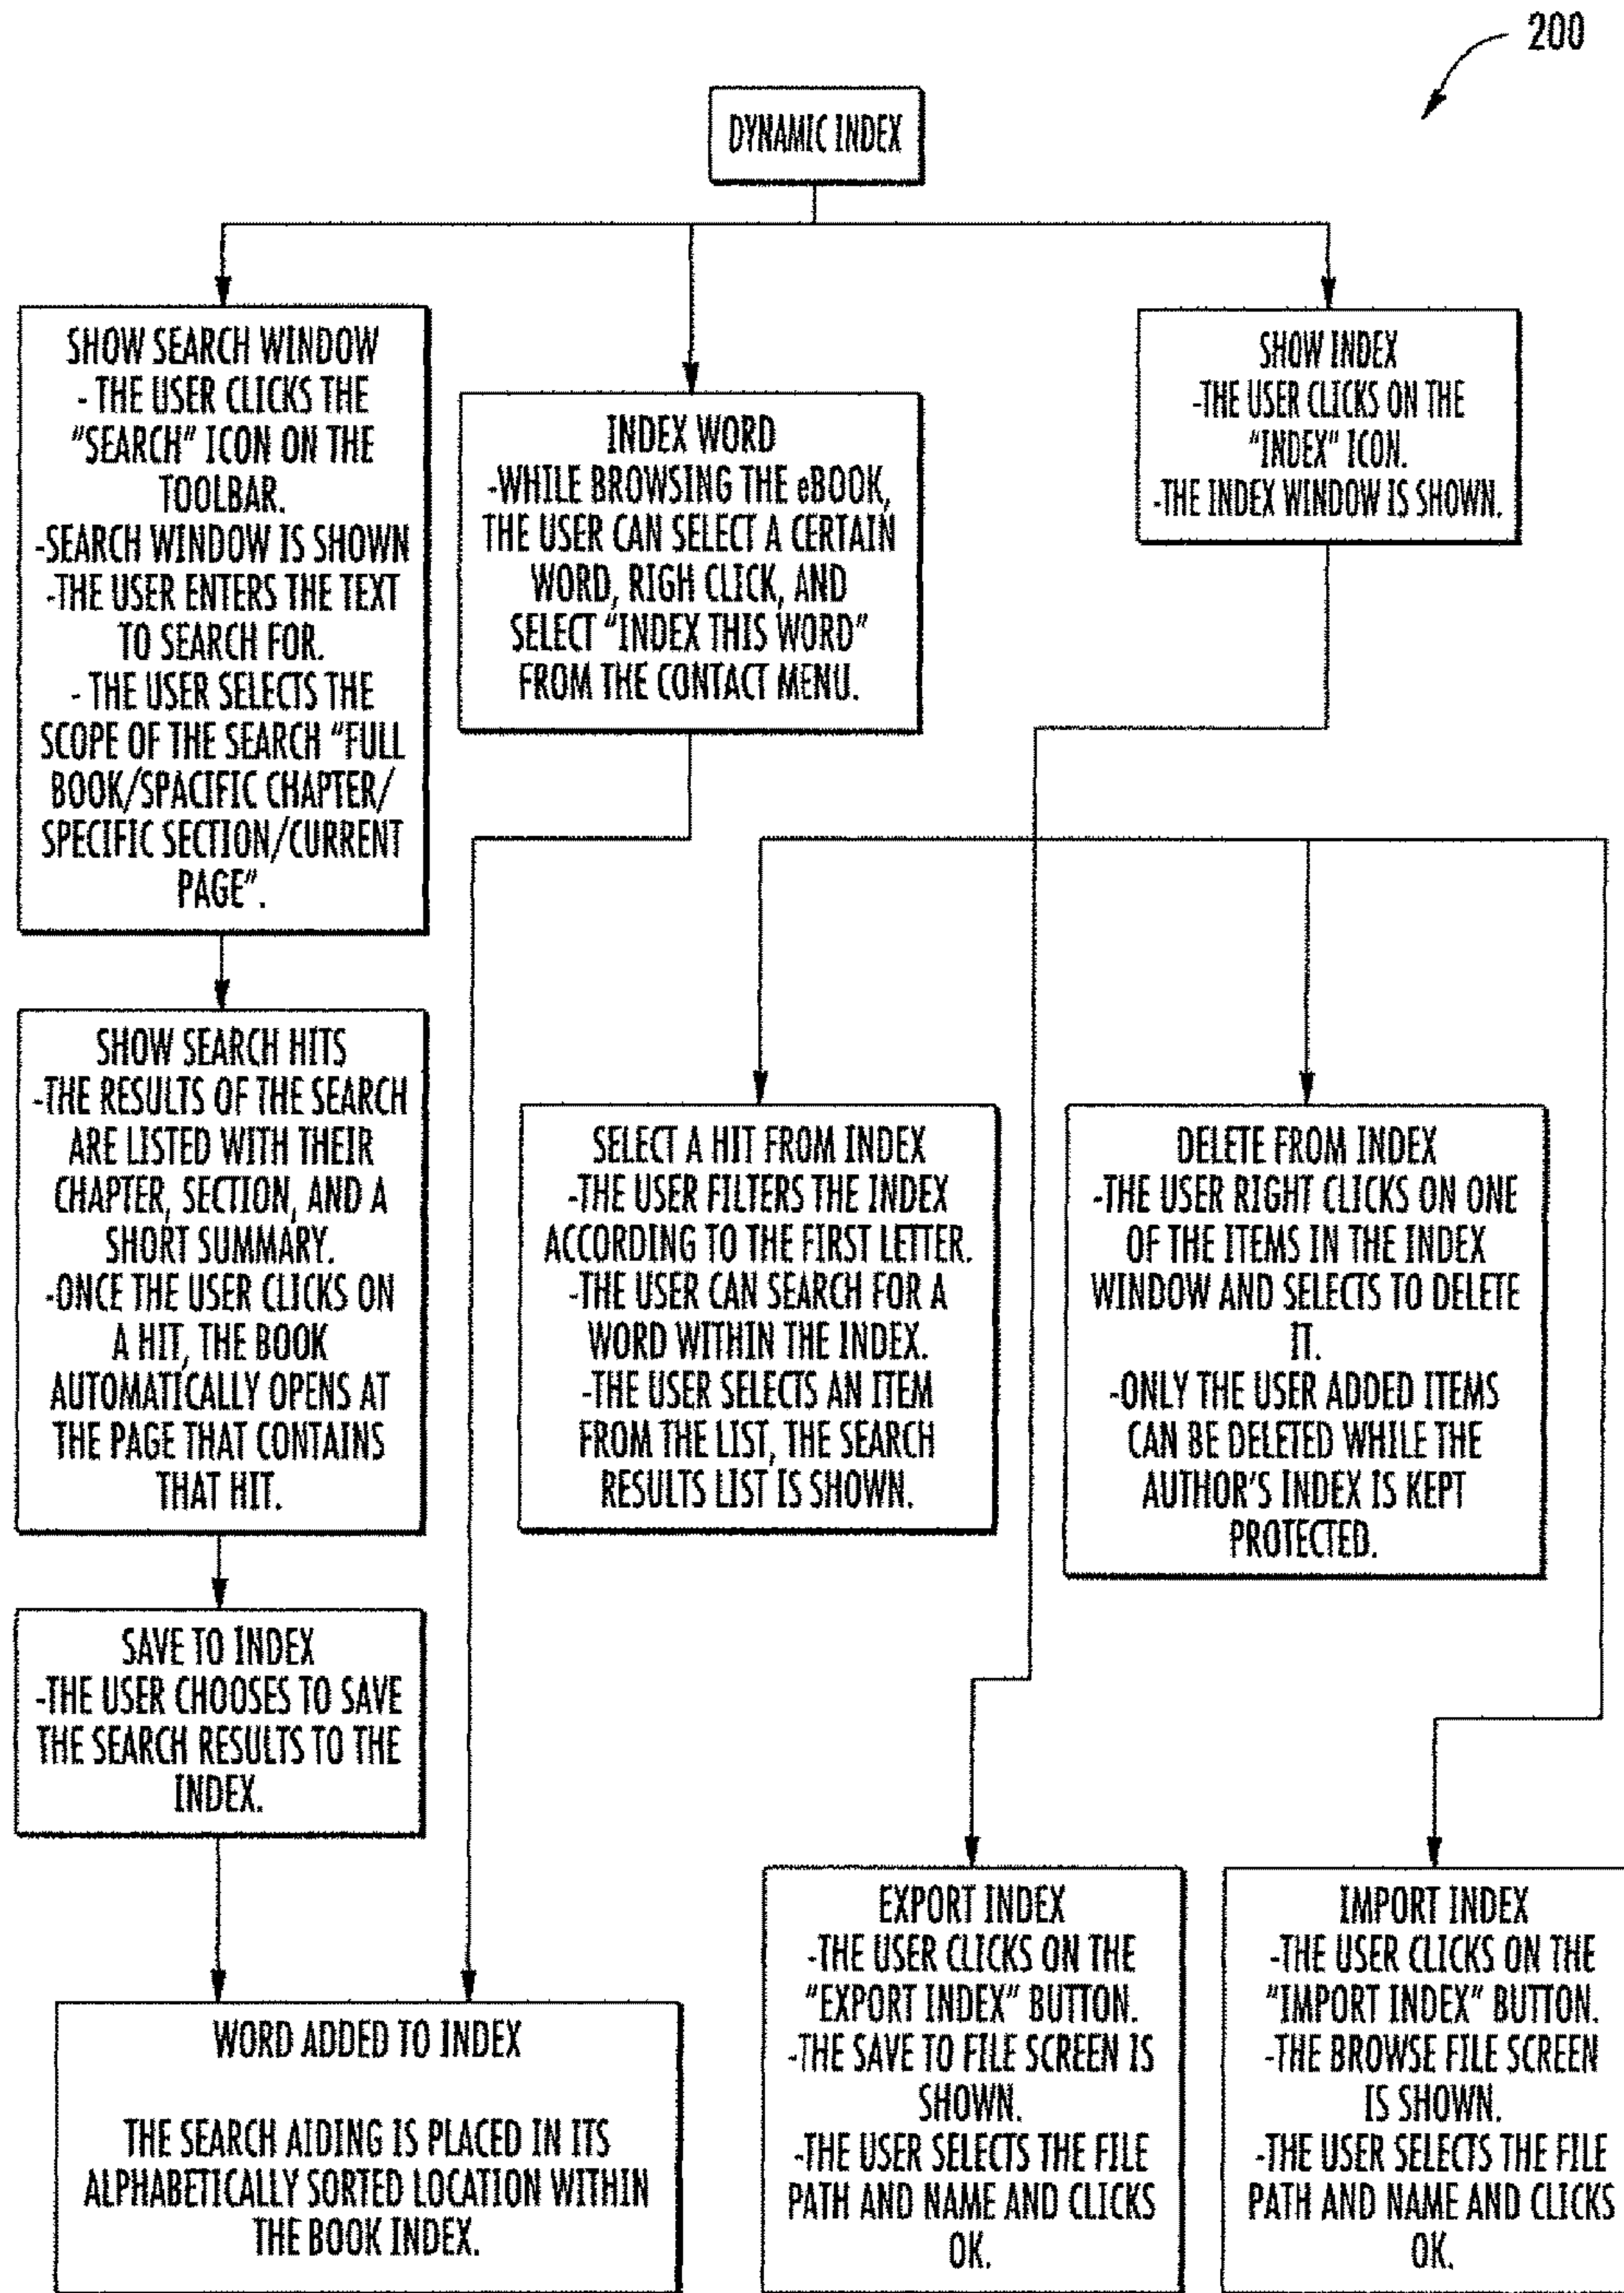 200
DYNAMIC INDEX
SHOW SEARCH WINDOW
- THE USER CLICKS THE
"SEARCH" ICON ON THE
TOOLBAR.
-SEARCH WINDOW IS SHOWN
-THE USER ENTERS THE TEXT
TO SEARCH FOR.
- THE USER SELECTS THE
SCOPE OF THE SEARCH "FULL
BOOK/SPACIFIC CHAPTER/
SPECIFIC SECTION/CURRENT
PAGE".
INDEX WORD
-WHILE BROWSING THE eBOOK,
THE USER CAN SELECT A CERTAIN
WORD, RIGH CLICK, AND
SELECT "INDEX THIS WORD"
FROM THE CONTACT MENU.
SHOW INDEX
-THE USER CLICKS ON THE
"INDEX" ICON.
-THE INDEX WINDOW IS SHOWN.
SHOW SEARCH HITS
-THE RESULTS OF THE SEARCH
ARE LISTED WITH THEIR
CHAPTER, SECTION, AND A
SHORT SUMMARY.
-ONCE THE USER CLICKS ON
A HIT, THE BOOK
AUTOMATICALLY OPENS AT
THE PAGE THAT CONTAINS
THAT HIT.
SELECT A HIT FROM INDEX
-THE USER FILTERS THE INDEX
ACCORDING TO THE FIRST LETTER.
-THE USER CAN SEARCH FOR A
WORD WITHIN THE INDEX.
-THE USER SELECTS AN ITEM
FROM THE LIST, THE SEARCH
RESULTS LIST IS SHOWN.
DELETE FROM INDEX
-THE USER RIGHT CLICKS ON ONE
OF THE ITEMS IN THE INDEX
WINDOW AND SELECTS TO DELETE
IT.
-ONLY THE USER ADDED ITEMS
CAN BE DELETED WHILE THE
AUTHOR'S INDEX IS KEPT
PROTECTED.
SAVE TO INDEX
-THE USER CHOOSES TO SAVE
THE SEARCH RESULTS TO THE
INDEX.
WORD ADDED TO INDEX
THE SEARCH AIDING IS PLACED IN ITS
ALPHABETICALLY SORTED LOCATION WITHIN
THE BOOK INDEX.
EXPORT INDEX
-THE USER CLICKS ON THE
"EXPORT INDEX" BUTTON.
-THE SAVE TO FILE SCREEN IS
SHOWN.
-THE USER SELECTS THE FILE
PATH AND NAME AND CLICKS
OK.
IMPORT INDEX
-THE USER CLICKS ON THE
"IMPORT INDEX" BUTTON.
-THE BROWSE FILE SCREEN
IS SHOWN.
-THE USER SELECTS THE FILE
PATH AND NAME AND CLICKS
OK.